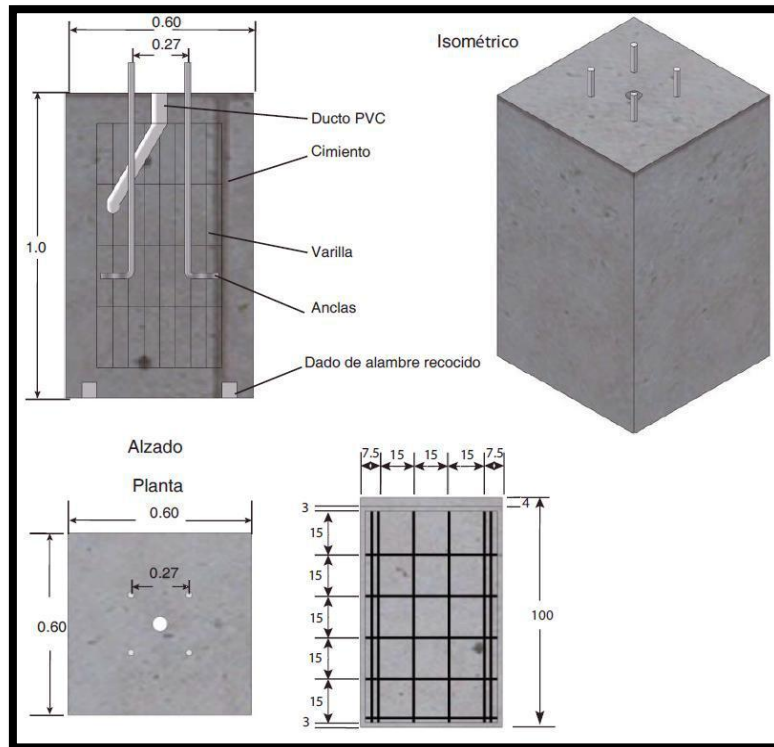 0.60
0.27
Isométrico
Ducto PVC
Cimiento
1.0
Varilla
Anclas
Dado de alambre recocido
Alzado
Planta
0.60
0.27
0.60
7.5 15 15 15 7.5
3
4
15
15
15
100
15
15
3